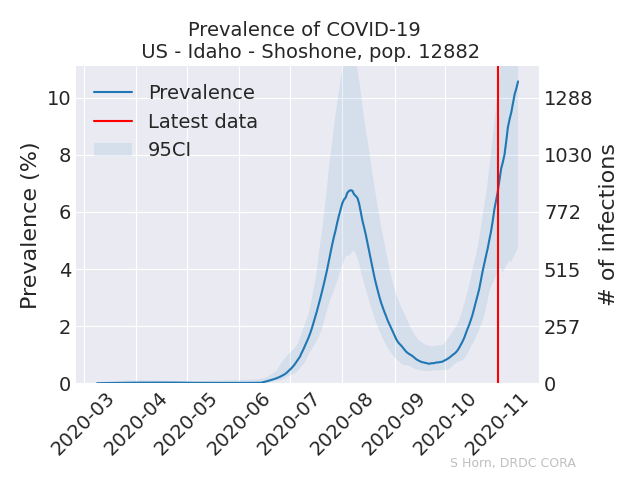 Prevalence of COVID-19
US - Idaho - Shoshone, pop. 12882
Prevalence
Latest data
95CI
Prevalence (%)
10
8
6
4
2
0
1288
1030
772
515
257
0
# of infections
2020-03
2020-04
2020-05
2020-06
2020-07
2020-08
2020-09
2020-10
2020-11
S Horn, DRDC CORA